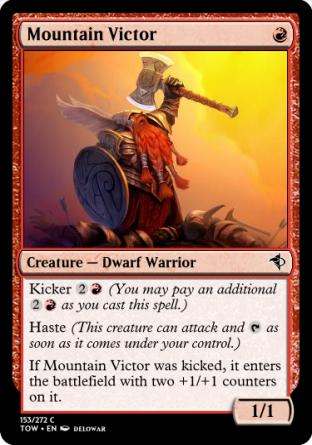 Mountain Victor
Creature — Dwarf Warrior
Kicker 2 (You may pay an additional
2 as you cast this spell.)
Haste (This creature can attack and as
soon as it comes under your control.)
If Mountain Victor was kicked, it enters
the battlefield with two +1/+1 counters
on it.
1/1
153/272 C
TOW • EN DELOWAR